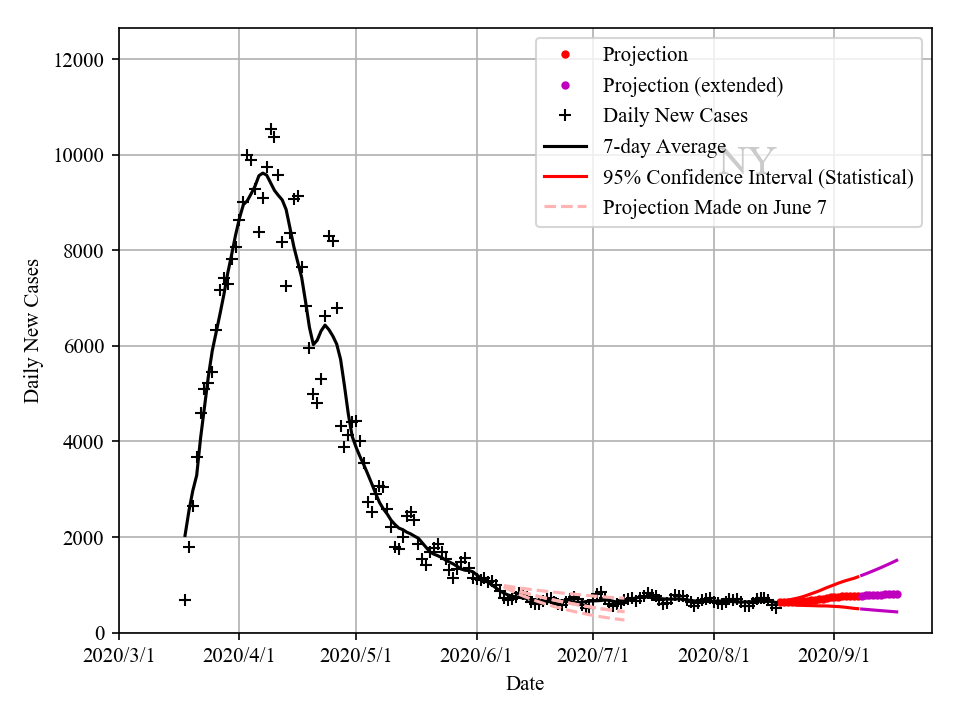 12000
10000
8000
6000
4000
2000
0
Daily New Cases
Projection
Projection (extended)
Daily New Cases
7-day Average
NY
95% Confidence Interval (Statistical)
Projection Made on June 7
2020/3/1 2020/4/1 2020/5/1 2020/6/1 2020/7/1 2020/8/1 2020/9/1
Date